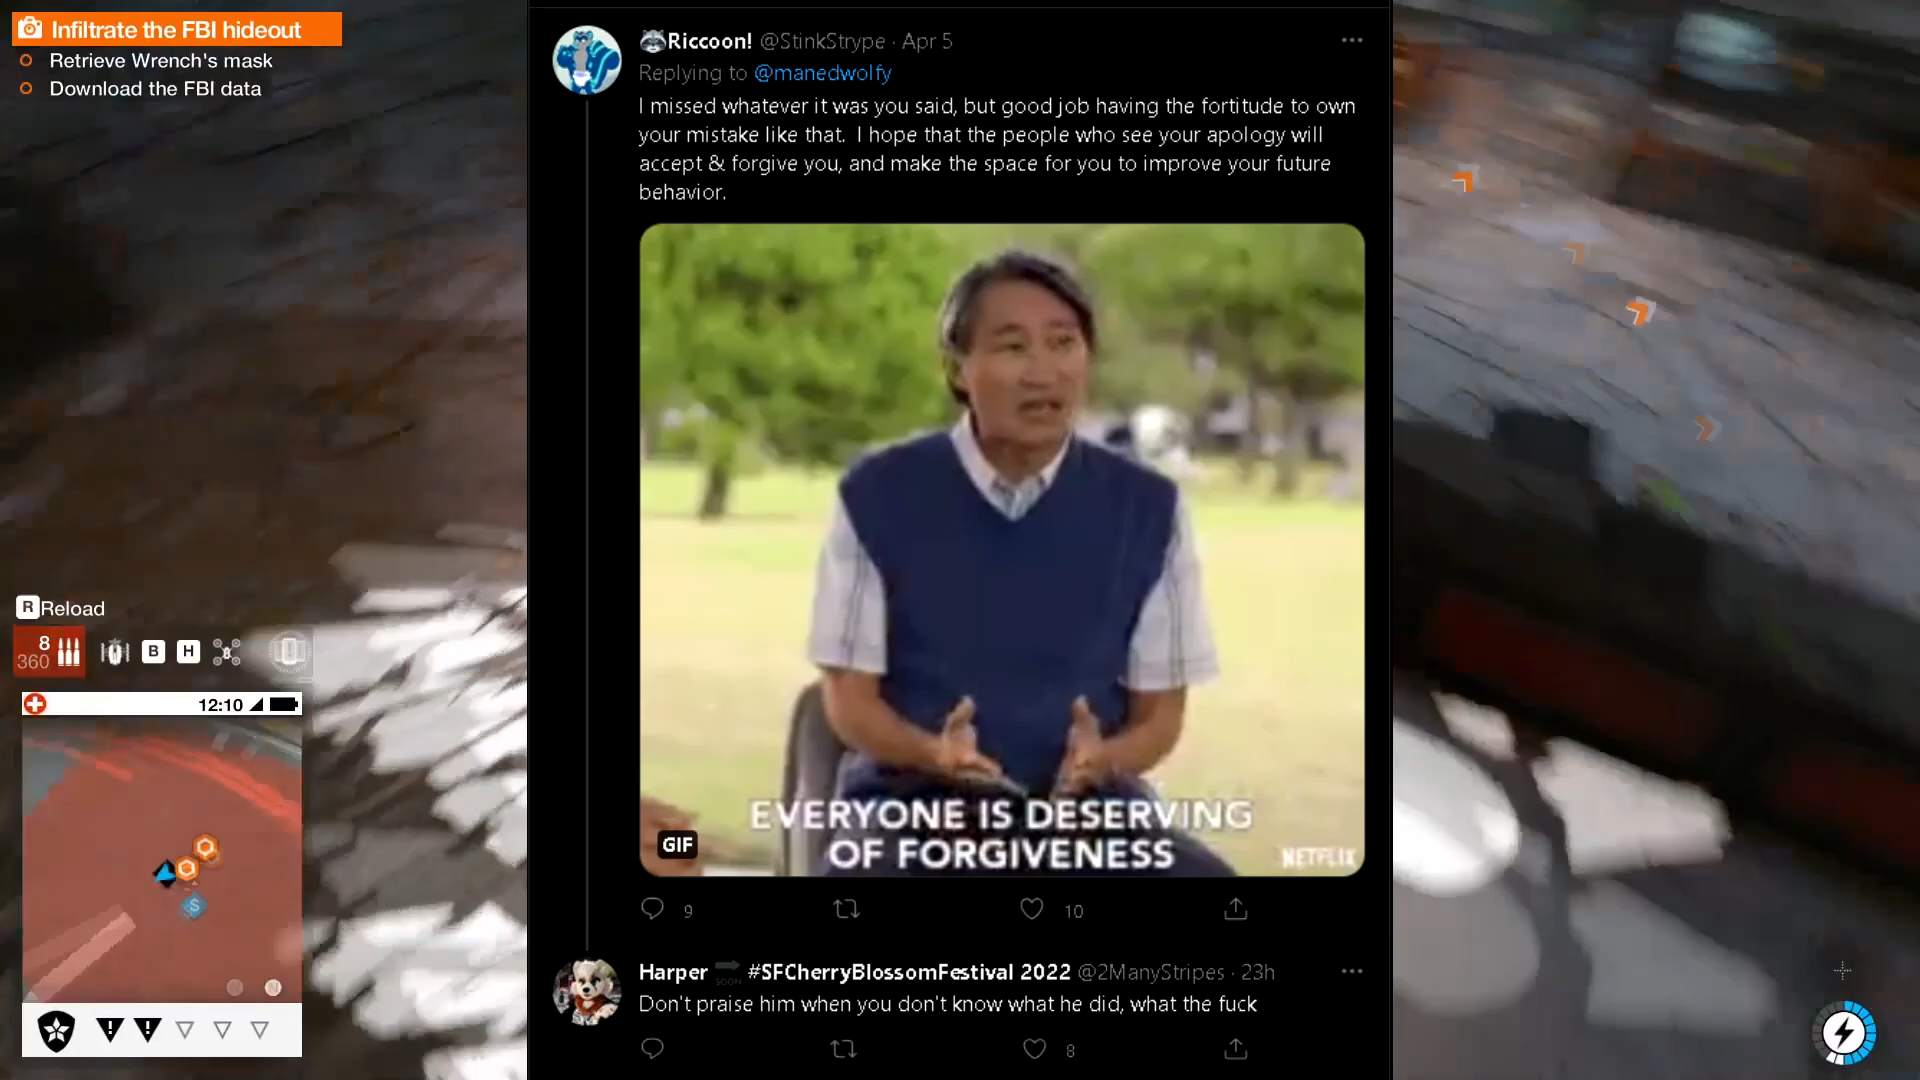 Infiltrate the FBI hideout
Retrieve Wrench's mask
Download the FBI data
Riccoon! @StinkStrype · Apr 5
Replying to @manedwolfy
I missed whatever it was you said, but good job having the fortitude to own
your mistake like that.  I hope that the people who see your apology will
accept & forgive you, and make the space for you to improve your future
behavior.
EVERYONE IS DESERVING
OF FORGIVENESS
GIF
NETFLIX
9
10
Harper SOON #SFCherryBlossomFestival 2022 @2ManyStripes · 23h
Don't praise him when you don't know what he did, what the fuck
8
R Reload
8
360
B H 8
12:10
$
N
! !